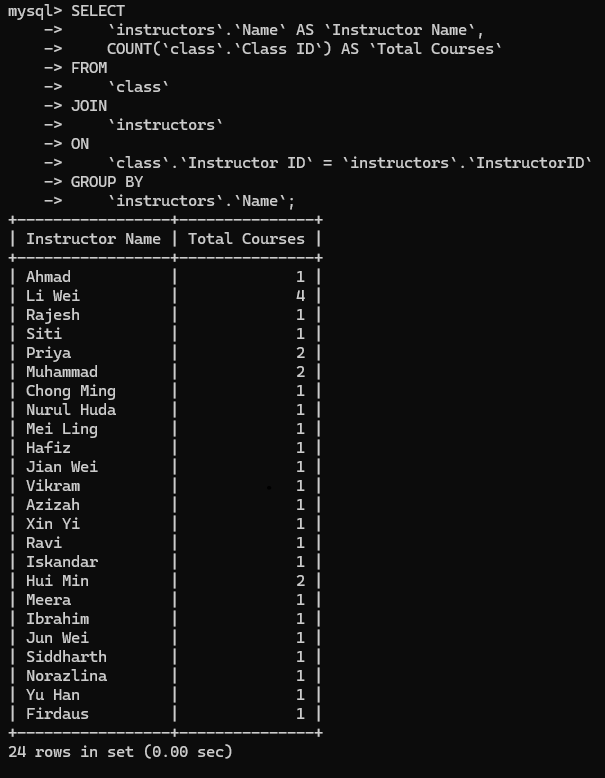 mysql> SELECT
    ->     `instructors`.`Name` AS `Instructor Name`,
    ->     COUNT(`class`.`Class ID`) AS `Total Courses`
    -> FROM
    ->     `class`
    -> JOIN
    ->     `instructors`
    -> ON
    ->     `class`.`Instructor ID` = `instructors`.`InstructorID`
    -> GROUP BY
    ->     `instructors`.`Name`;
+-----------------+---------------+
| Instructor Name | Total Courses |
+-----------------+---------------+
| Ahmad           |             1 |
| Li Wei          |             4 |
| Rajesh          |             1 |
| Siti            |             1 |
| Priya           |             2 |
| Muhammad        |             2 |
| Chong Ming      |             1 |
| Nurul Huda      |             1 |
| Mei Ling        |             1 |
| Hafiz           |             1 |
| Jian Wei        |             1 |
| Vikram          |             1 |
| Azizah          |             1 |
| Xin Yi          |             1 |
| Ravi            |             1 |
| Iskandar        |             1 |
| Hui Min         |             2 |
| Meera           |             1 |
| Ibrahim         |             1 |
| Jun Wei         |             1 |
| Siddharth       |             1 |
| Norazlina       |             1 |
| Yu Han          |             1 |
| Firdaus         |             1 |
+-----------------+---------------+
24 rows in set (0.00 sec)